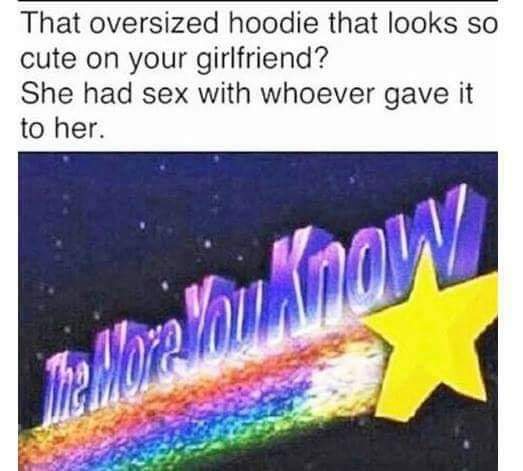 That oversized hoodie that looks so
cute on your girlfriend?
She had sex with whoever gave it
to her.
The More You Know